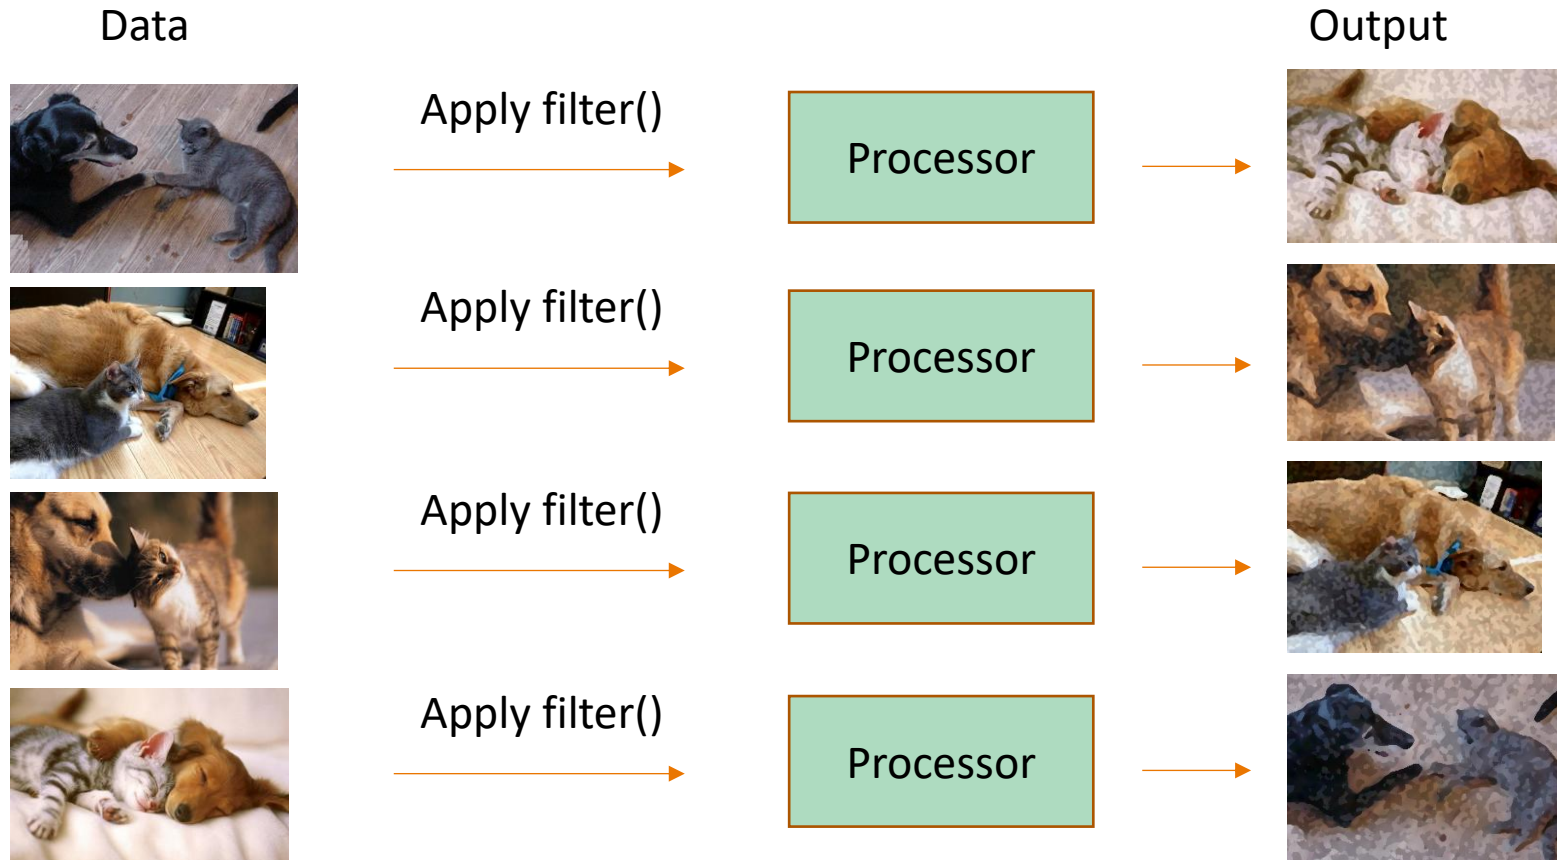 Data
Output
Apply filter()
Processor
Apply filter()
Processor
Apply filter()
Processor
Apply filter()
Processor